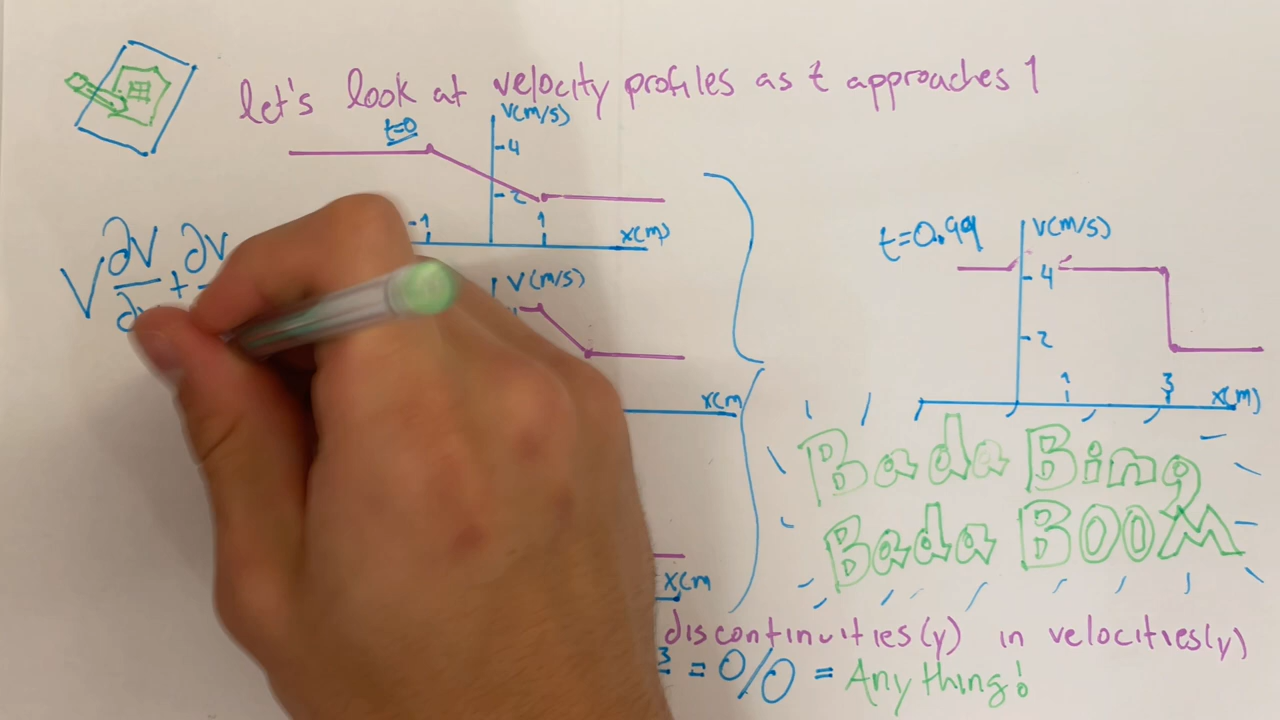 let's look at velocity profiles as t approaches 1
t=0
V(m/s)
4
2
-1
1
x(m)
V ∂V/∂x + ∂V
V(m/s)
x(m
x(m
t=0.99
V(m/s)
4
2
1
3
x(m)
Bada Bing
Bada BOOM
discontinuities(y) in velocities(y)
= 0/0 = Anything!